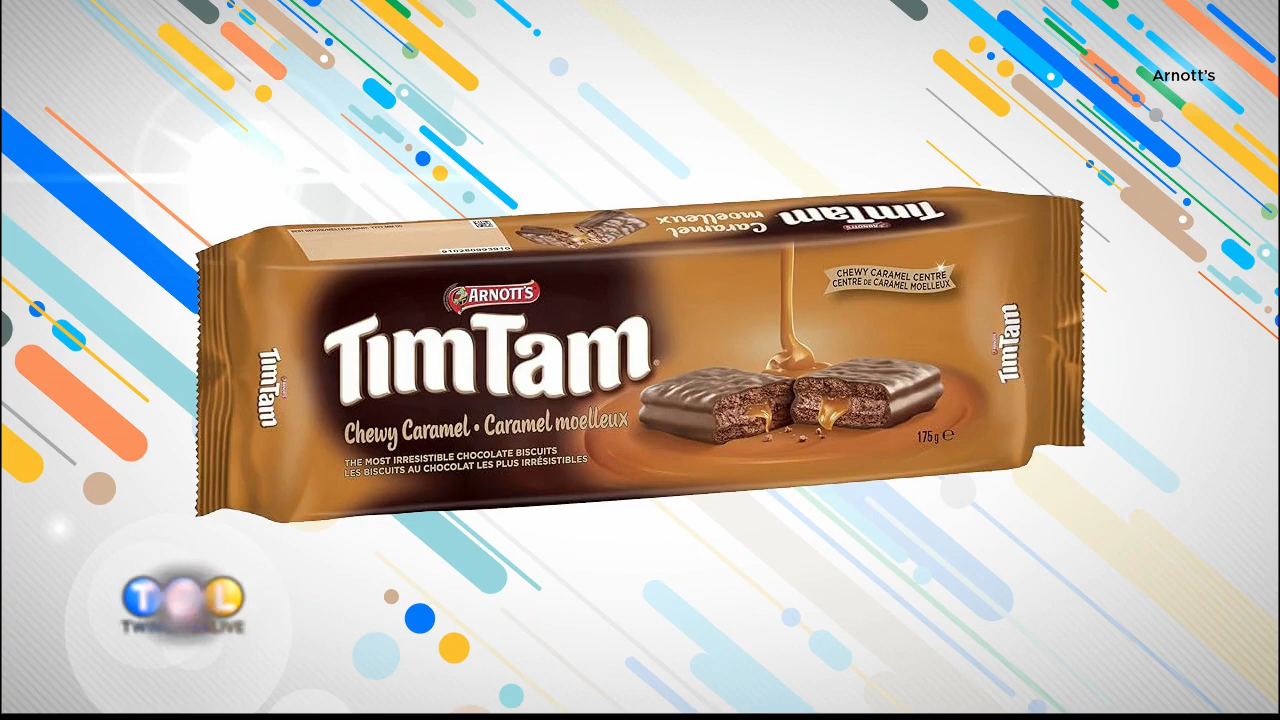 Arnott's
Caramel
moelleux
ARNOTT'S
TimTam
CHEWY CARAMEL CENTRE
CENTRE DE CARAMEL MOELLEUX
ARNOTT'S
TimTam
Chewy Caramel • Caramel moelleux
THE MOST IRRESISTIBLE CHOCOLATE BISCUITS
LES BISCUITS AU CHOCOLAT LES PLUS IRRÉSISTIBLES
175g ℮
TimTam
TimTam
T L